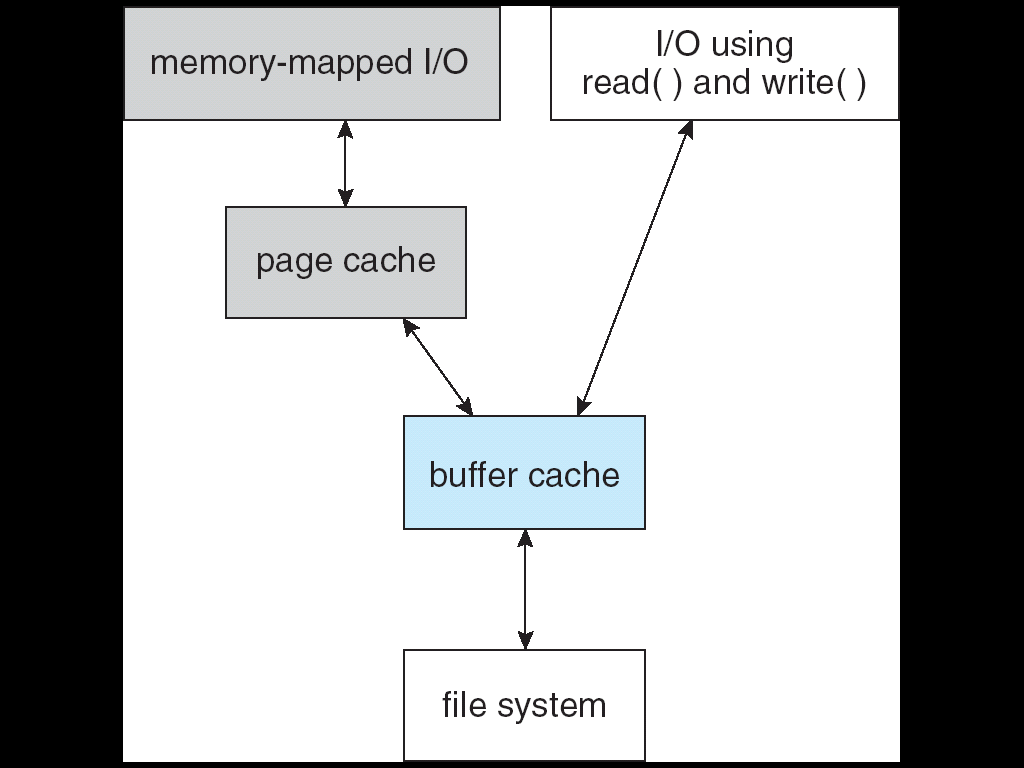 memory-mapped I/O
I/O using
read( ) and write( )
page cache
buffer cache
file system